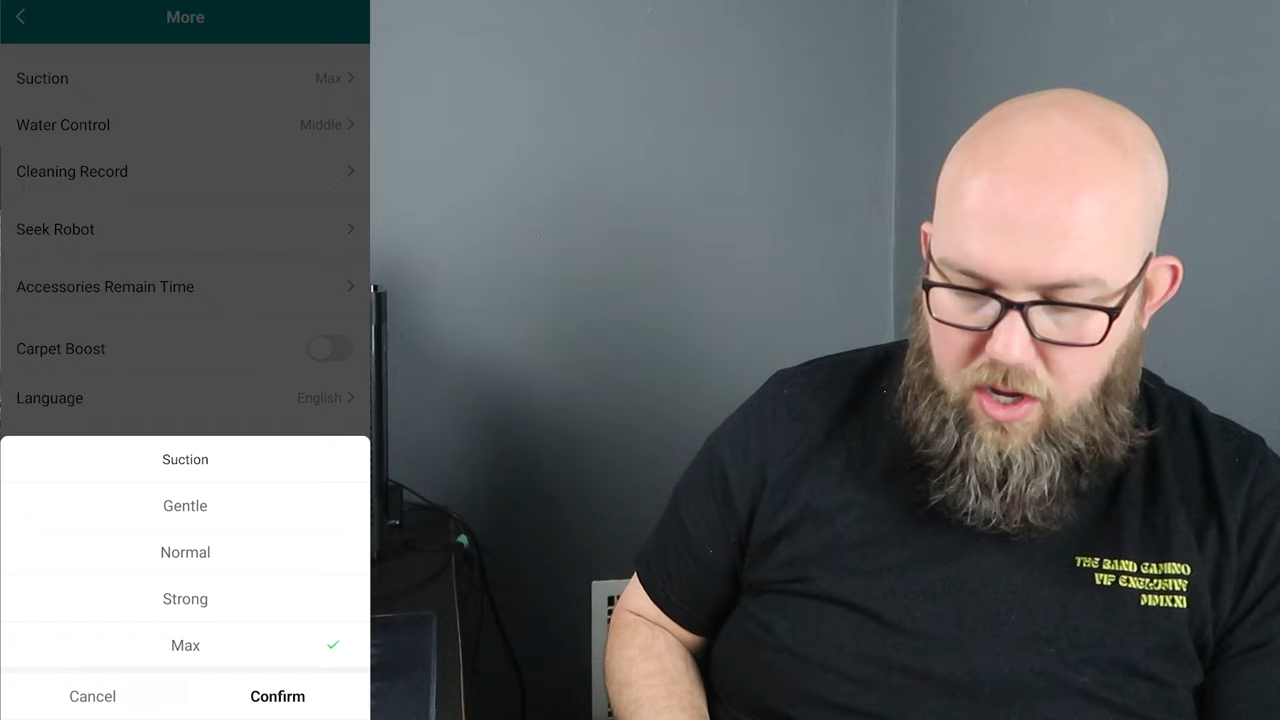 More
Suction Max
Water Control Middle
Cleaning Record
Seek Robot
Accessories Remain Time
Carpet Boost
Language English
Suction
Gentle
Normal
Strong
Max
Cancel Confirm
THE BAND CAMINO
VIP EXCLUSIVE
MMXXI